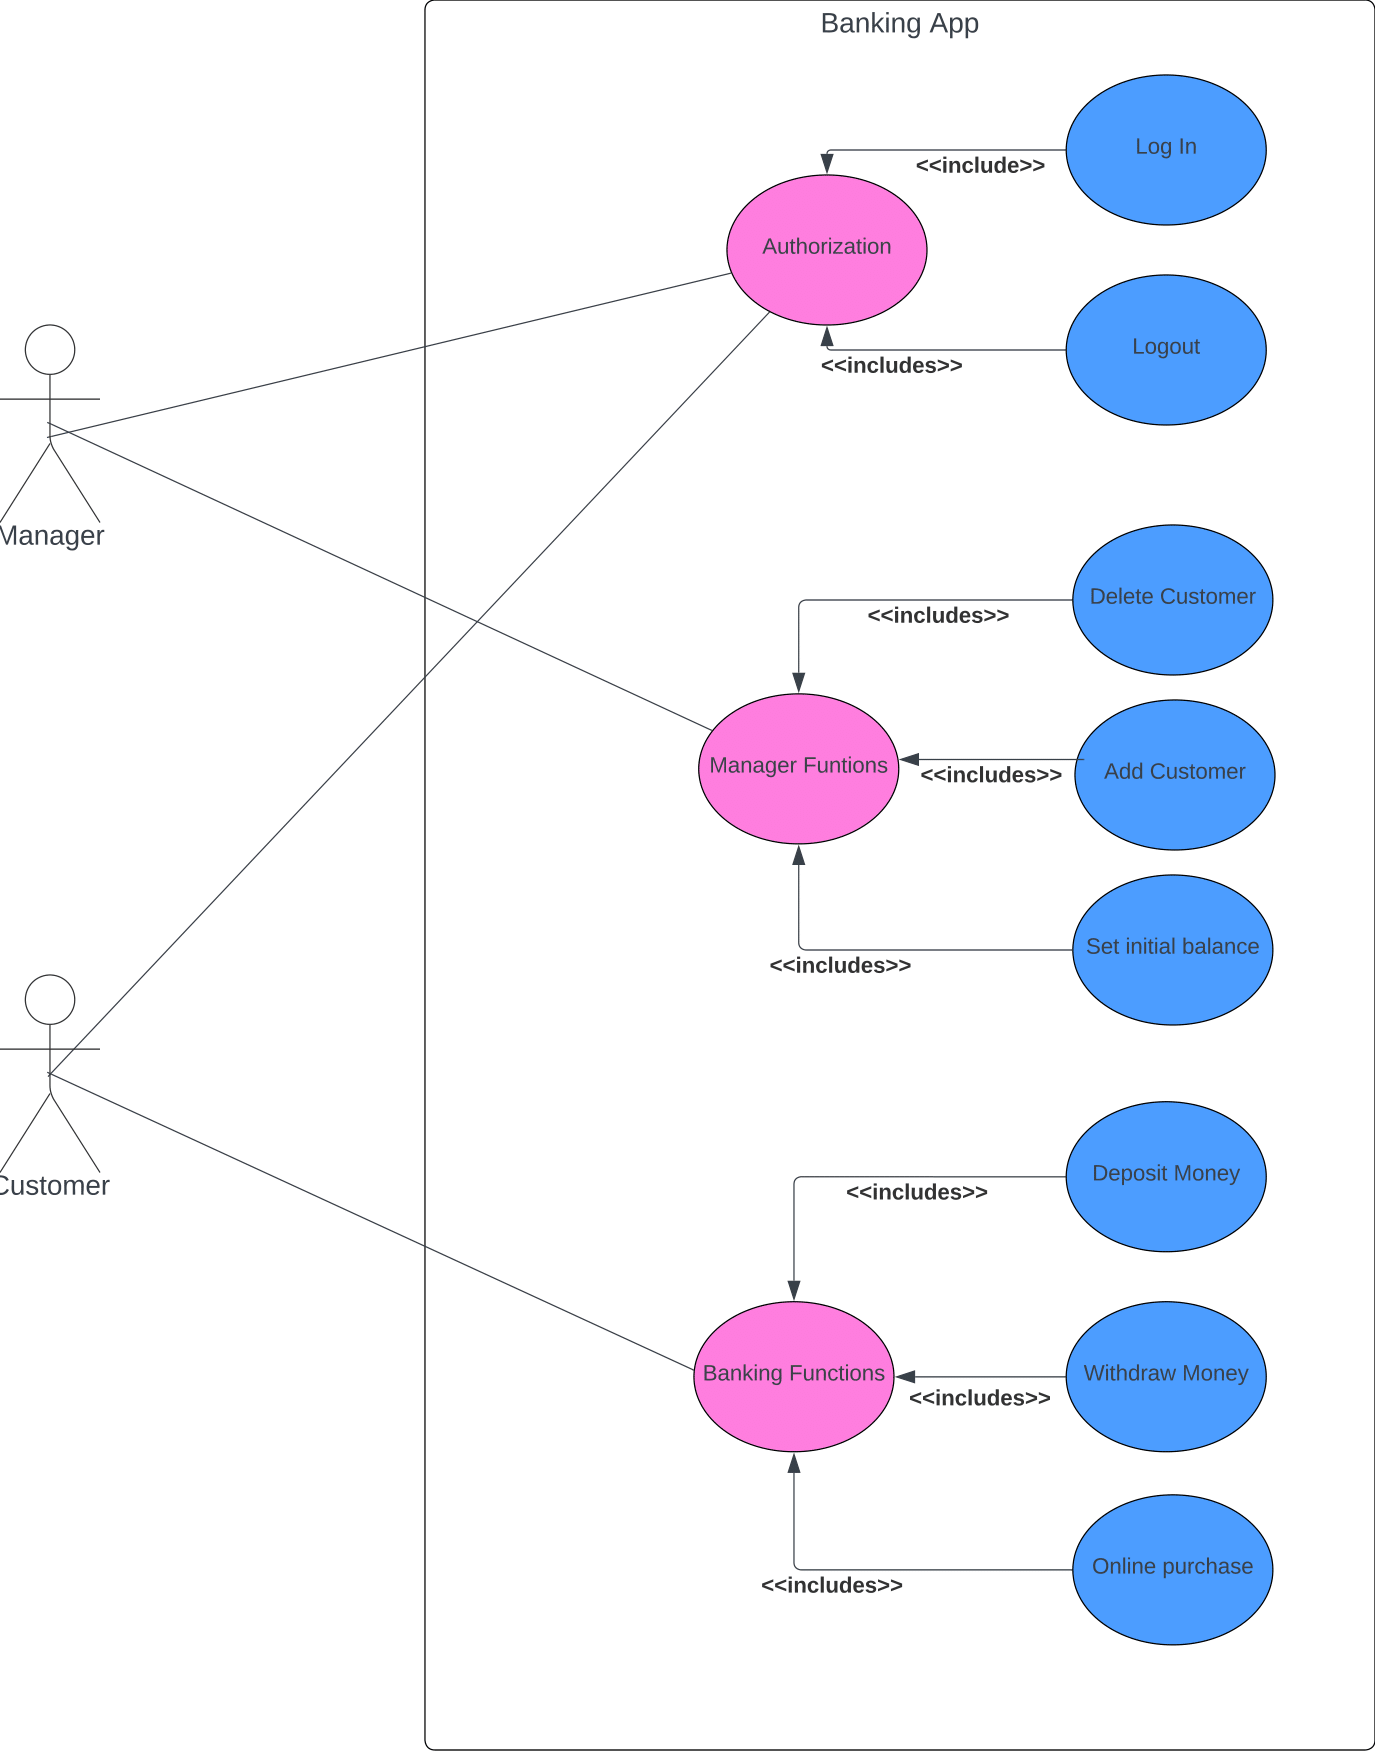 Banking App
Log In
<<include>>
Authorization
Logout
<<includes>>
Manager
Delete Customer
<<includes>>
Manager Funtions
Add Customer
<<includes>>
Set initial balance
<<includes>>
Customer
Deposit Money
<<includes>>
Banking Functions
Withdraw Money
<<includes>>
Online purchase
<<includes>>